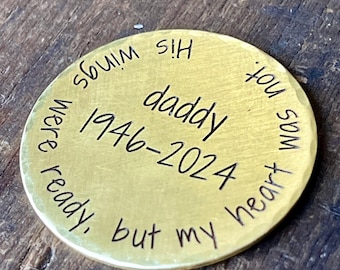 His wings were ready, but my heart was not.
daddy
1946-2024